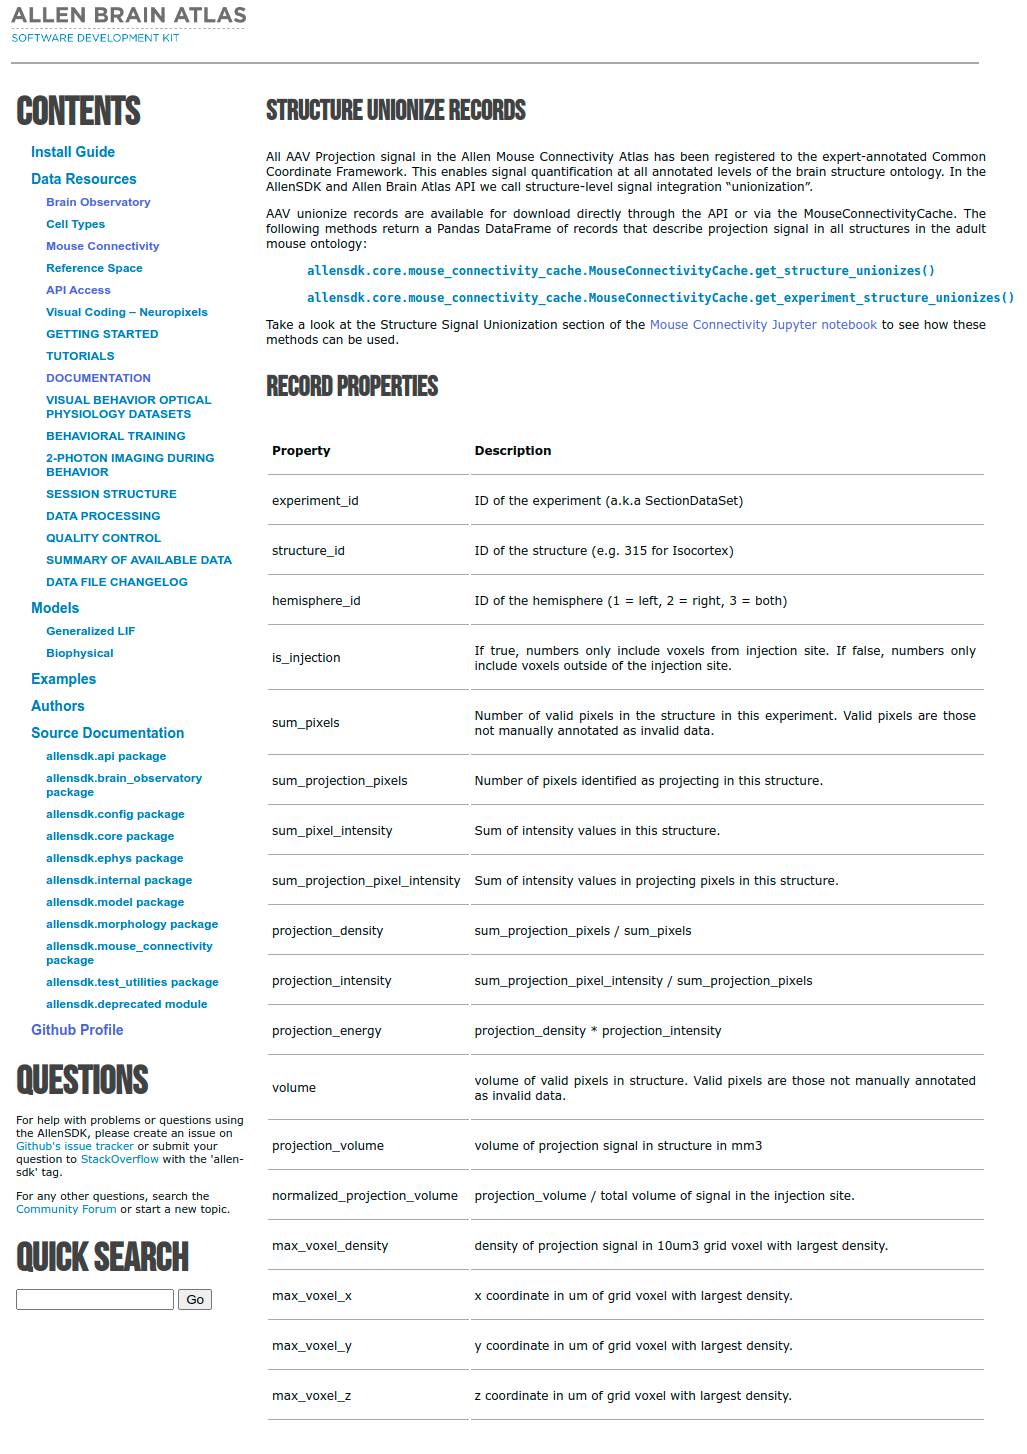 ALLEN BRAIN ATLAS
SOFTWARE DEVELOPMENT KIT
CONTENTS
Install Guide
Data Resources
Brain Observatory
Cell Types
Mouse Connectivity
Reference Space
API Access
Visual Coding – Neuropixels
GETTING STARTED
TUTORIALS
DOCUMENTATION
VISUAL BEHAVIOR OPTICAL
PHYSIOLOGY DATASETS
BEHAVIORAL TRAINING
2-PHOTON IMAGING DURING
BEHAVIOR
SESSION STRUCTURE
DATA PROCESSING
QUALITY CONTROL
SUMMARY OF AVAILABLE DATA
DATA FILE CHANGELOG
Models
Generalized LIF
Biophysical
Examples
Authors
Source Documentation
allensdk.api package
allensdk.brain_observatory
package
allensdk.config package
allensdk.core package
allensdk.ephys package
allensdk.internal package
allensdk.model package
allensdk.morphology package
allensdk.mouse_connectivity
package
allensdk.test_utilities package
allensdk.deprecated module
Github Profile
QUESTIONS
For help with problems or questions using
the AllenSDK, please create an issue on
Github's issue tracker or submit your
question to StackOverflow with the 'allen-
sdk' tag.
For any other questions, search the
Community Forum or start a new topic.
QUICK SEARCH
Go
STRUCTURE UNIONIZE RECORDS
All AAV Projection signal in the Allen Mouse Connectivity Atlas has been registered to the expert-annotated Common
Coordinate Framework. This enables signal quantification at all annotated levels of the brain structure ontology. In the
AllenSDK and Allen Brain Atlas API we call structure-level signal integration “unionization”.
AAV unionize records are available for download directly through the API or via the MouseConnectivityCache. The
following methods return a Pandas DataFrame of records that describe projection signal in all structures in the adult
mouse ontology:
allensdk.core.mouse_connectivity_cache.MouseConnectivityCache.get_structure_unionizes()
allensdk.core.mouse_connectivity_cache.MouseConnectivityCache.get_experiment_structure_unionizes()
Take a look at the Structure Signal Unionization section of the Mouse Connectivity Jupyter notebook to see how these
methods can be used.
RECORD PROPERTIES
Property Description
experiment_id ID of the experiment (a.k.a SectionDataSet)
structure_id ID of the structure (e.g. 315 for Isocortex)
hemisphere_id ID of the hemisphere (1 = left, 2 = right, 3 = both)
is_injection If true, numbers only include voxels from injection site. If false, numbers only
include voxels outside of the injection site.
sum_pixels Number of valid pixels in the structure in this experiment. Valid pixels are those
not manually annotated as invalid data.
sum_projection_pixels Number of pixels identified as projecting in this structure.
sum_pixel_intensity Sum of intensity values in this structure.
sum_projection_pixel_intensity Sum of intensity values in projecting pixels in this structure.
projection_density sum_projection_pixels / sum_pixels
projection_intensity sum_projection_pixel_intensity / sum_projection_pixels
projection_energy projection_density * projection_intensity
volume volume of valid pixels in structure. Valid pixels are those not manually annotated
as invalid data.
projection_volume volume of projection signal in structure in mm3
normalized_projection_volume projection_volume / total volume of signal in the injection site.
max_voxel_density density of projection signal in 10um3 grid voxel with largest density.
max_voxel_x x coordinate in um of grid voxel with largest density.
max_voxel_y y coordinate in um of grid voxel with largest density.
max_voxel_z z coordinate in um of grid voxel with largest density.